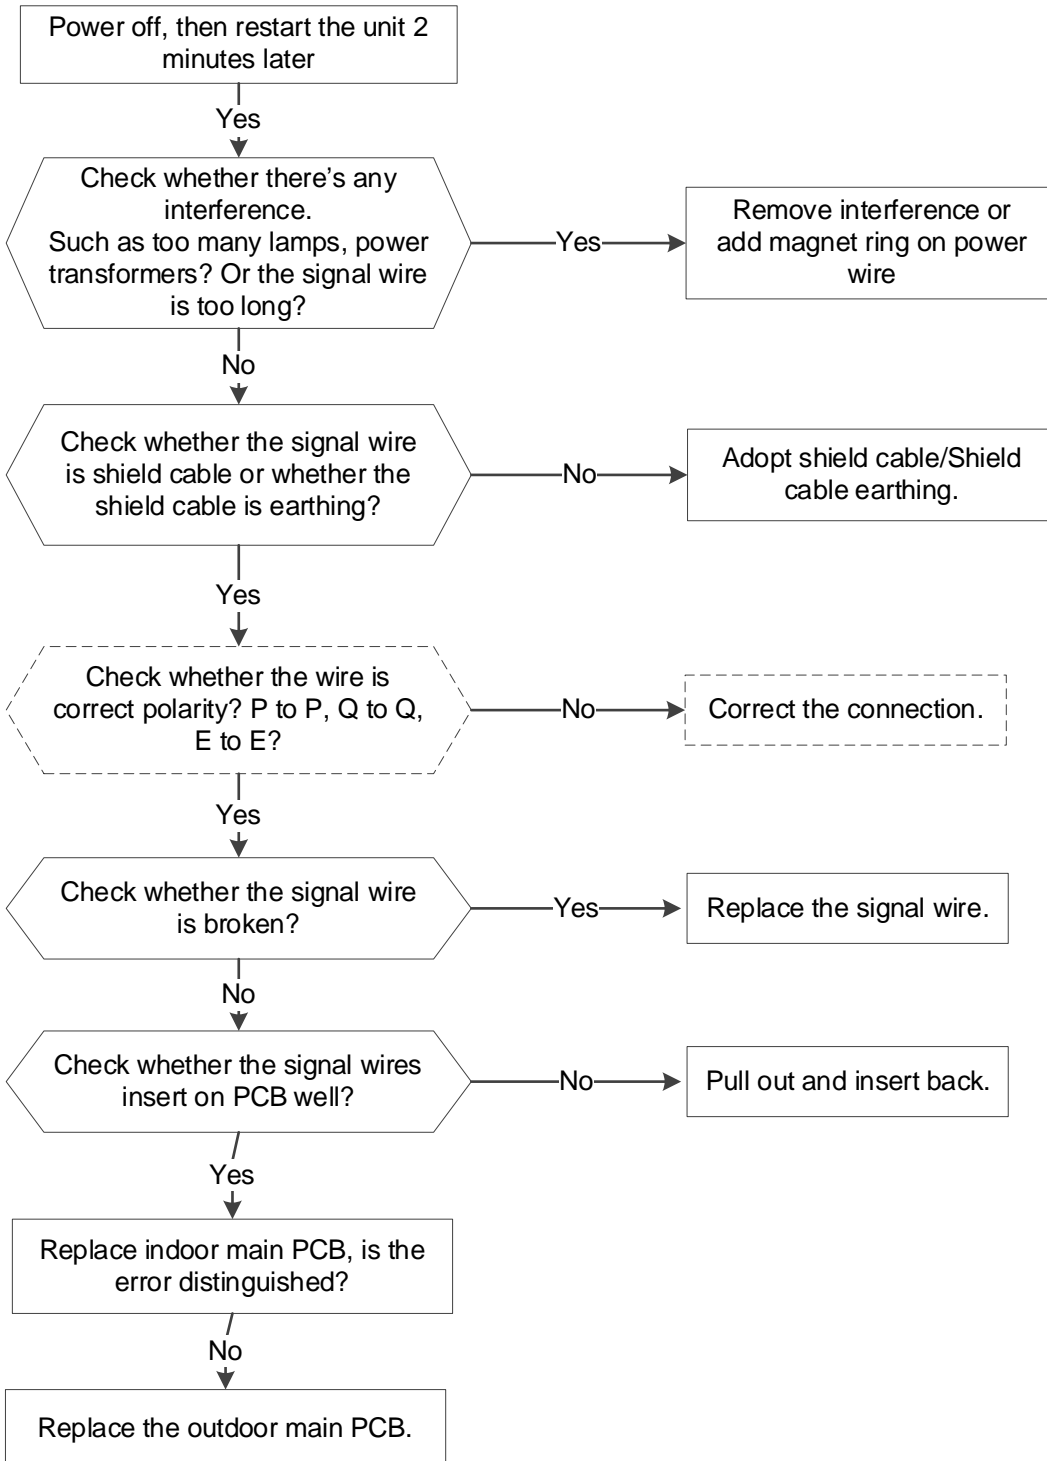 Power off, then restart the unit 2
minutes later
Yes
Check whether there's any
interference.
Such as too many lamps, power
transformers? Or the signal wire
is too long?
Yes
Remove interference or
add magnet ring on power
wire
No
Check whether the signal wire
is shield cable or whether the
shield cable is earthing?
No
Adopt shield cable/Shield
cable earthing.
Yes
Check whether the wire is
correct polarity? P to P, Q to Q,
E to E?
No
Correct the connection.
Yes
Check whether the signal wire
is broken?
Yes
Replace the signal wire.
No
Check whether the signal wires
insert on PCB well?
No
Pull out and insert back.
Yes
Replace indoor main PCB, is the
error distinguished?
No
Replace the outdoor main PCB.